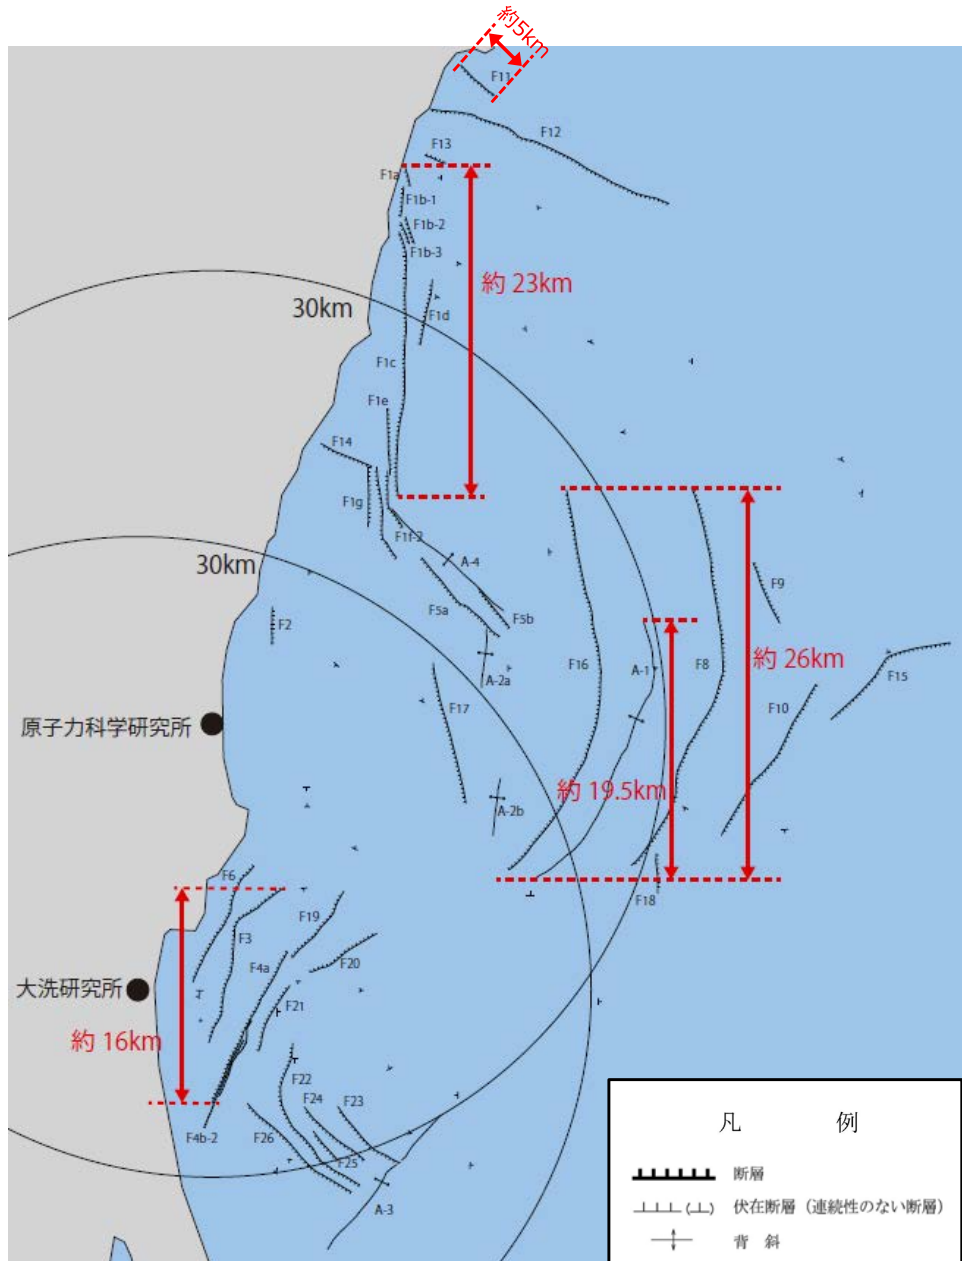 約5km
F11
F12
F13
F1a
F1b-1
F1b-2
F1b-3
約 23km
30km
F1d
F1c
F1e
F14
F1g
F1f-2
30km
A-4
F9
F5a
F5b
F2
F16
A-1
F8
約 26km
F15
A-2a
F17
F10
原子力科学研究所
約 19.5km
A-2b
F6
F18
F19
F3
F4a
F20
大洗研究所
F21
約 16km
F22
F24
F23
F4b-2
F26
F25
A-3
凡 例
断層
伏在断層（連続性のない断層）
背 斜